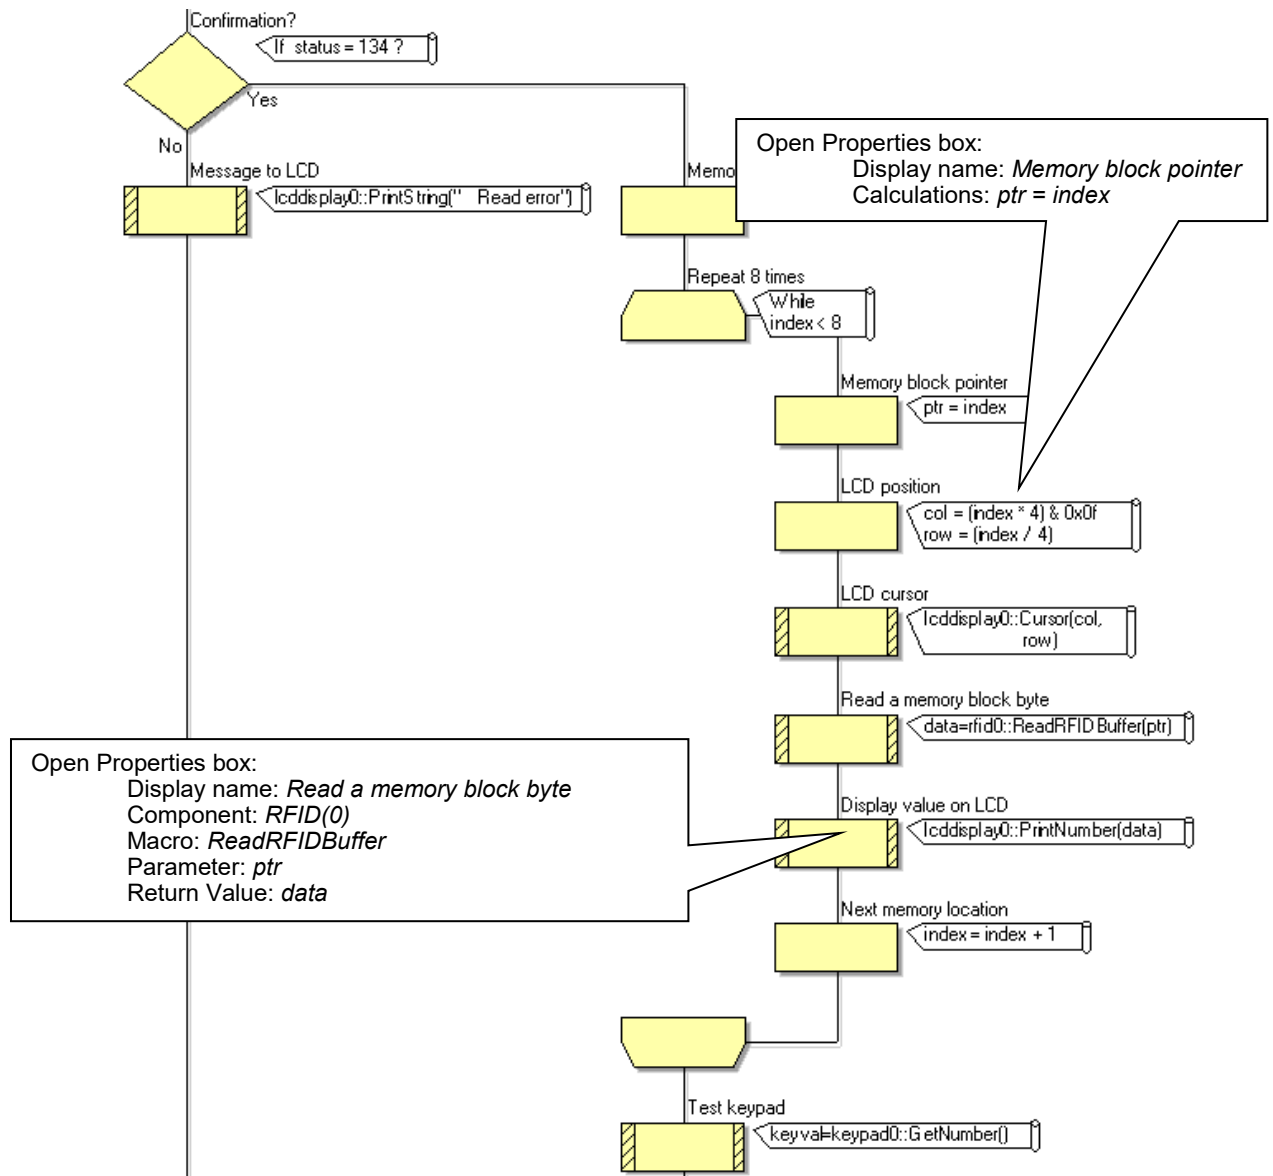 Confirmation?
If status = 134 ?
Yes
No
Message to LCD
lcddisplay0::PrintString("   Read error")
Open Properties box:
Display name: Memory block pointer
Calculations: ptr = index
Memo
Repeat 8 times
While
index < 8
Memory block pointer
ptr = index
LCD position
col = (index * 4) & 0x0f
row = (index / 4)
LCD cursor
lcddisplay0::Cursor(col,
row)
Read a memory block byte
data=rfid0::ReadRFIDBuffer(ptr)
Open Properties box:
Display name: Read a memory block byte
Component: RFID(0)
Macro: ReadRFIDBuffer
Parameter: ptr
Return Value: data
Display value on LCD
lcddisplay0::PrintNumber(data)
Next memory location
index = index + 1
Test keypad
keyval=keypad0::GetNumber()